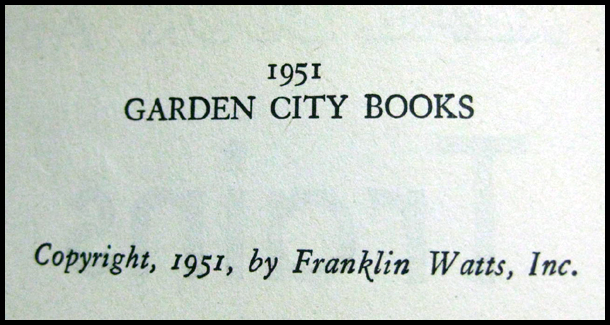 1951
GARDEN CITY BOOKS
Copyright, 1951, by Franklin Watts, Inc.